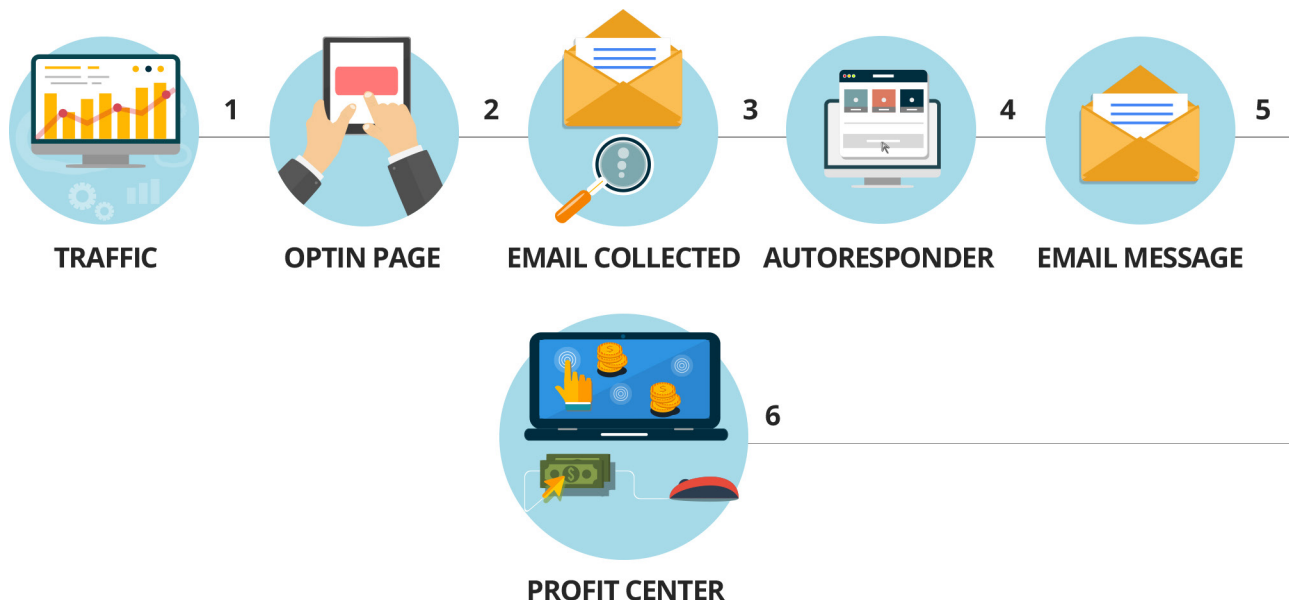 1
2
3
4
5
TRAFFIC
OPTIN PAGE
EMAIL COLLECTED
AUTORESPONDER
EMAIL MESSAGE
6
PROFIT CENTER